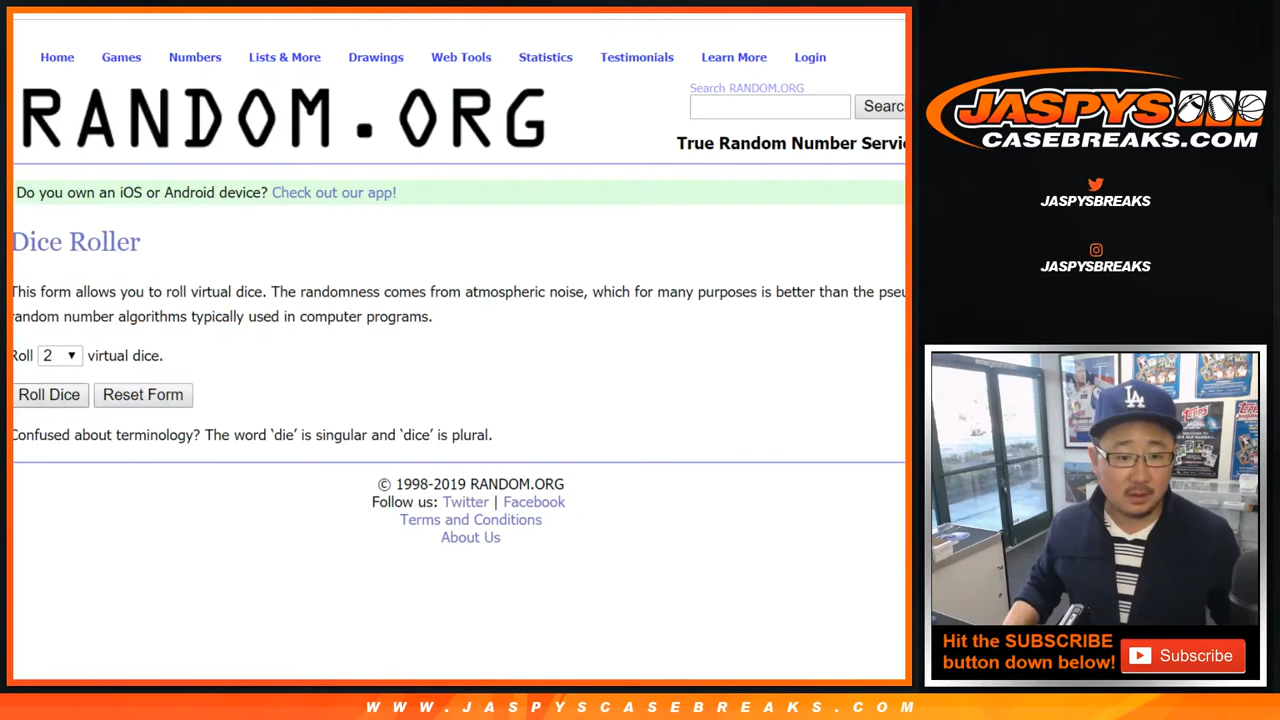 Home Games Numbers Lists & More Drawings Web Tools Statistics Testimonials Learn More Login
RANDOM.ORG
Search RANDOM.ORG
Searc
True Random Number Servi
Do you own an iOS or Android device? Check out our app!
Dice Roller
This form allows you to roll virtual dice. The randomness comes from atmospheric noise, which for many purposes is better than the pseu
random number algorithms typically used in computer programs.
Roll 2 virtual dice.
Roll Dice Reset Form
Confused about terminology? The word ‘die’ is singular and ‘dice’ is plural.
© 1998-2019 RANDOM.ORG
Follow us: Twitter | Facebook
Terms and Conditions
About Us
JASPYS
CASEBREAKS.COM
JASPYSBREAKS
JASPYSBREAKS
LA
Topps
Hit the SUBSCRIBE
button down below!
Subscribe
WWW.JASPYSCASEBREAKS.COM